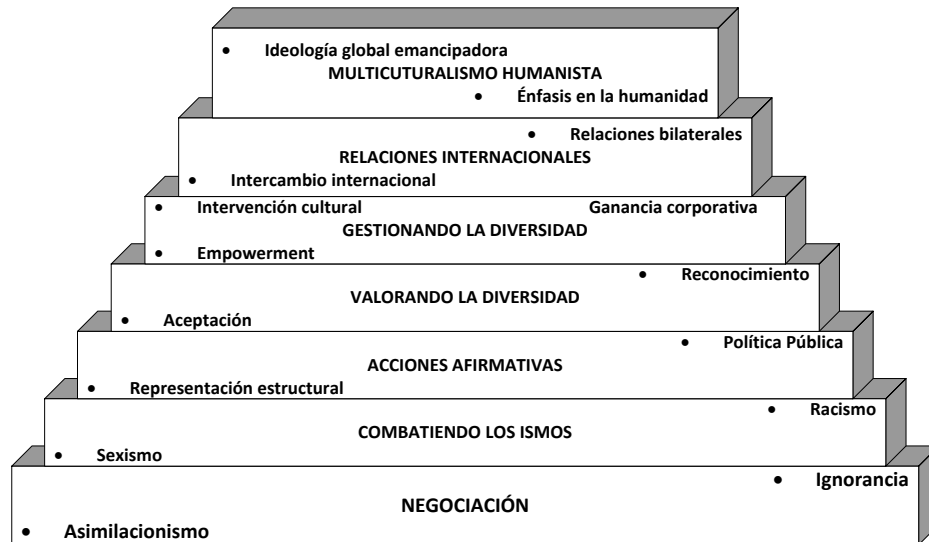 • Ideología global emancipadora
MULTICUTURALISMO HUMANISTA
• Énfasis en la humanidad
• Relaciones bilaterales
RELACIONES INTERNACIONALES
• Intercambio internacional
• Intervención cultural Ganancia corporativa
GESTIONANDO LA DIVERSIDAD
• Empowerment
• Reconocimiento
VALORANDO LA DIVERSIDAD
• Aceptación
• Política Pública
ACCIONES AFIRMATIVAS
• Representación estructural
• Racismo
COMBATIENDO LOS ISMOS
• Sexismo
• Ignorancia
NEGOCIACIÓN
• Asimilacionismo